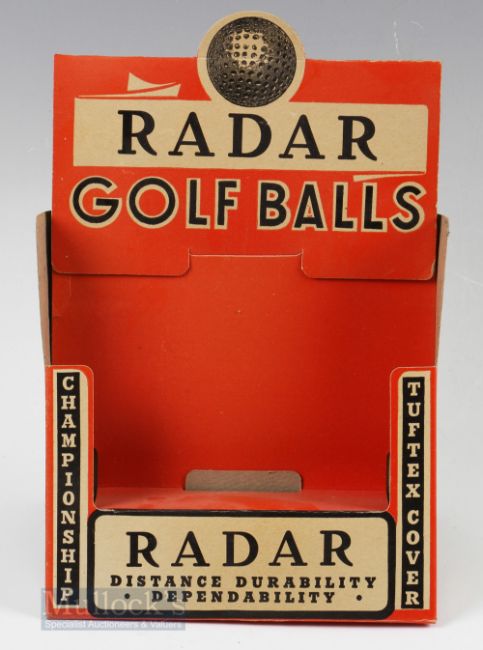 RADAR
GOLF BALLS
CHAMPIONSHIP
TUFTEX COVER
RADAR
DISTANCE DURABILITY
• DEPENDABILITY •
Mullock's
Specialist Auctioneers & Valuers